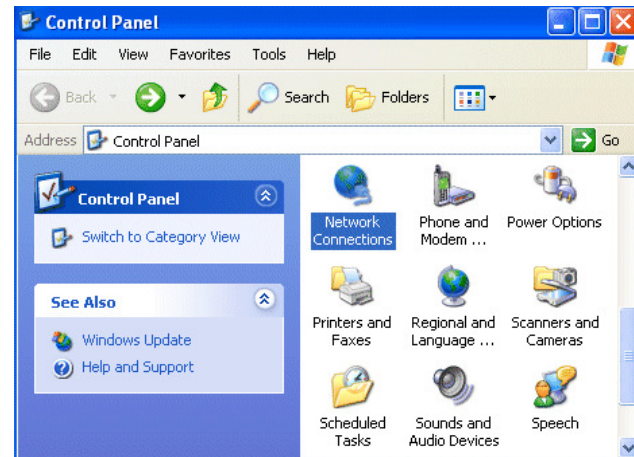 Control Panel
File Edit View Favorites Tools Help
Back Search Folders
Address Control Panel Go
Control Panel
Switch to Category View
See Also
Windows Update
Help and Support
Network Connections
Phone and Modem ...
Power Options
Printers and Faxes
Regional and Language ...
Scanners and Cameras
Scheduled Tasks
Sounds and Audio Devices
Speech